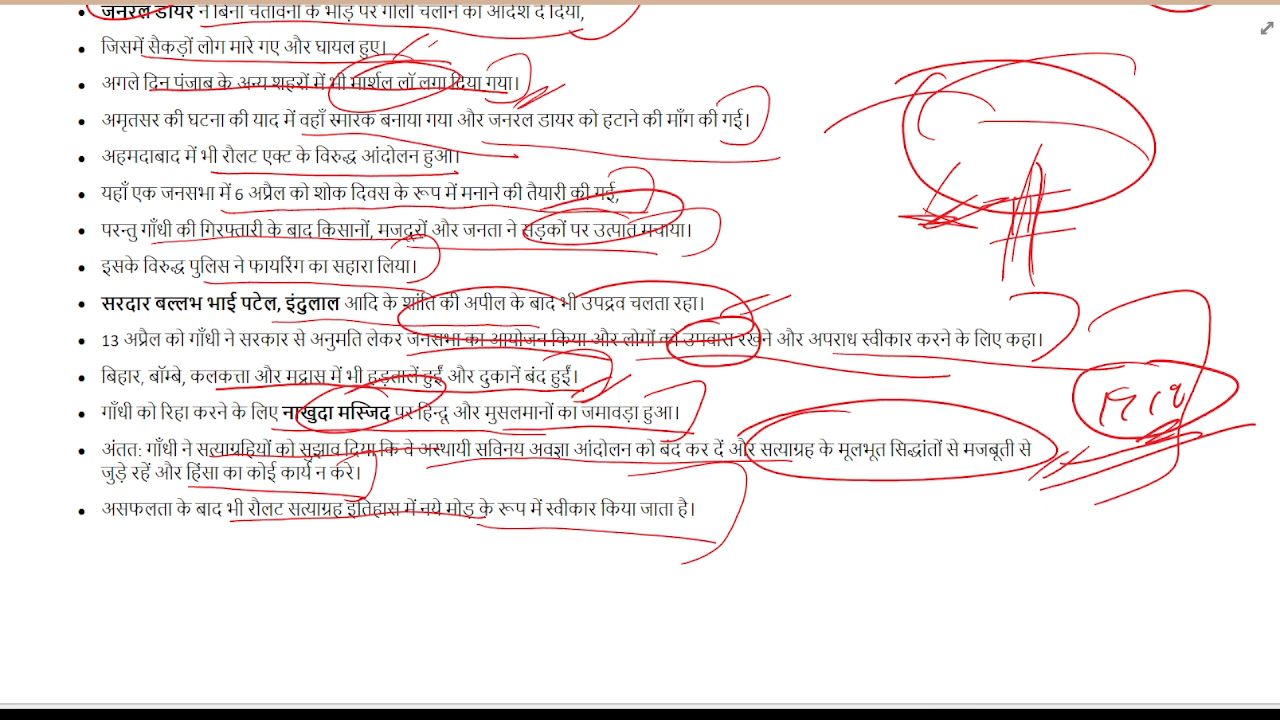 • जनरल डायर ने बिना चेतावनी के भीड़ पर गोली चलाने का आदेश दे दिया,
• जिसमें सैकड़ों लोग मारे गए और घायल हुए।
• अगले दिन पंजाब के अन्य शहरों में भी मार्शल लॉ लगा दिया गया।
• अमृतसर की घटना की याद में वहाँ स्मारक बनाया गया और जनरल डायर को हटाने की माँग की गई।
• अहमदाबाद में भी रौलट एक्ट के विरुद्ध आंदोलन हुआ।
• यहाँ एक जनसभा में 6 अप्रैल को शोक दिवस के रूप में मनाने की तैयारी की गई,
• परन्तु गाँधी की गिरफ्तारी के बाद किसानों, मजदूरों और जनता ने सड़कों पर उत्पात मचाया।
• इसके विरुद्ध पुलिस ने फायरिंग का सहारा लिया।
• सरदार बल्लभ भाई पटेल, इंदुलाल आदि के शांति की अपील के बाद भी उपद्रव चलता रहा।
• 13 अप्रैल को गाँधी ने सरकार से अनुमति लेकर जनसभा का आयोजन किया और लोगों को उपवास रखने और अपराध स्वीकार करने के लिए कहा।
• बिहार, बॉम्बे, कलकत्ता और मद्रास में भी हड़तालें हुईं और दुकानें बंद हुईं।
• गाँधी को रिहा करने के लिए नाखुदा मस्जिद पर हिन्दू और मुसलमानों का जमावड़ा हुआ।
• अंतत: गाँधी ने सत्याग्रहियों को सुझाव दिया कि वे अस्थायी सविनय अवज्ञा आंदोलन को बंद कर दें और सत्याग्रह के मूलभूत सिद्धांतों से मजबूती से
जुड़े रहें और हिंसा का कोई कार्य न करे।
• असफलता के बाद भी रौलट सत्याग्रह इतिहास में नये मोड़ के रूप में स्वीकार किया जाता है।